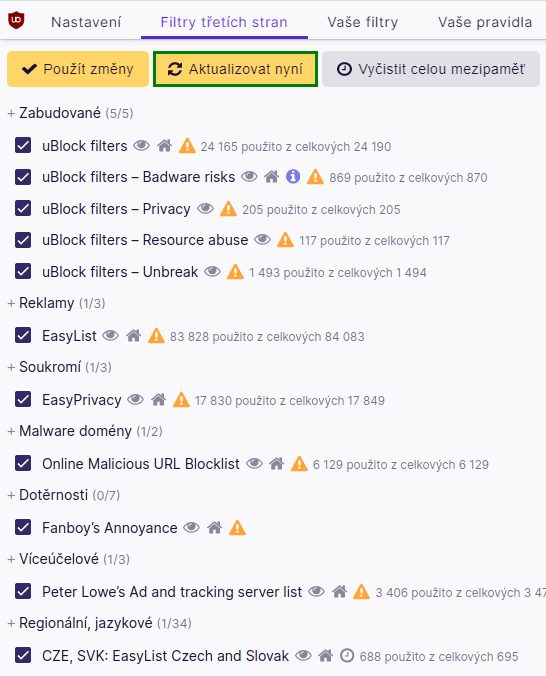 Nastavení Filtry třetích stran Vaše filtry Vaše pravidla
Použít změny Aktualizovat nyní Vyčistit celou mezipaměť
+ Zabudované (5/5)
uBlock filters 24 165 použito z celkových 24 190
uBlock filters – Badware risks 869 použito z celkových 870
uBlock filters – Privacy 205 použito z celkových 205
uBlock filters – Resource abuse 117 použito z celkových 117
uBlock filters – Unbreak 1 493 použito z celkových 1 494
+ Reklamy (1/3)
EasyList 83 828 použito z celkových 84 083
+ Soukromí (1/3)
EasyPrivacy 17 830 použito z celkových 17 849
+ Malware domény (1/2)
Online Malicious URL Blocklist 6 129 použito z celkových 6 129
+ Dotěrnosti (0/7)
Fanboy's Annoyance
+ Víceúčelové (1/3)
Peter Lowe's Ad and tracking server list 3 406 použito z celkových 3 47
+ Regionální, jazykové (1/34)
CZE, SVK: EasyList Czech and Slovak 688 použito z celkových 695